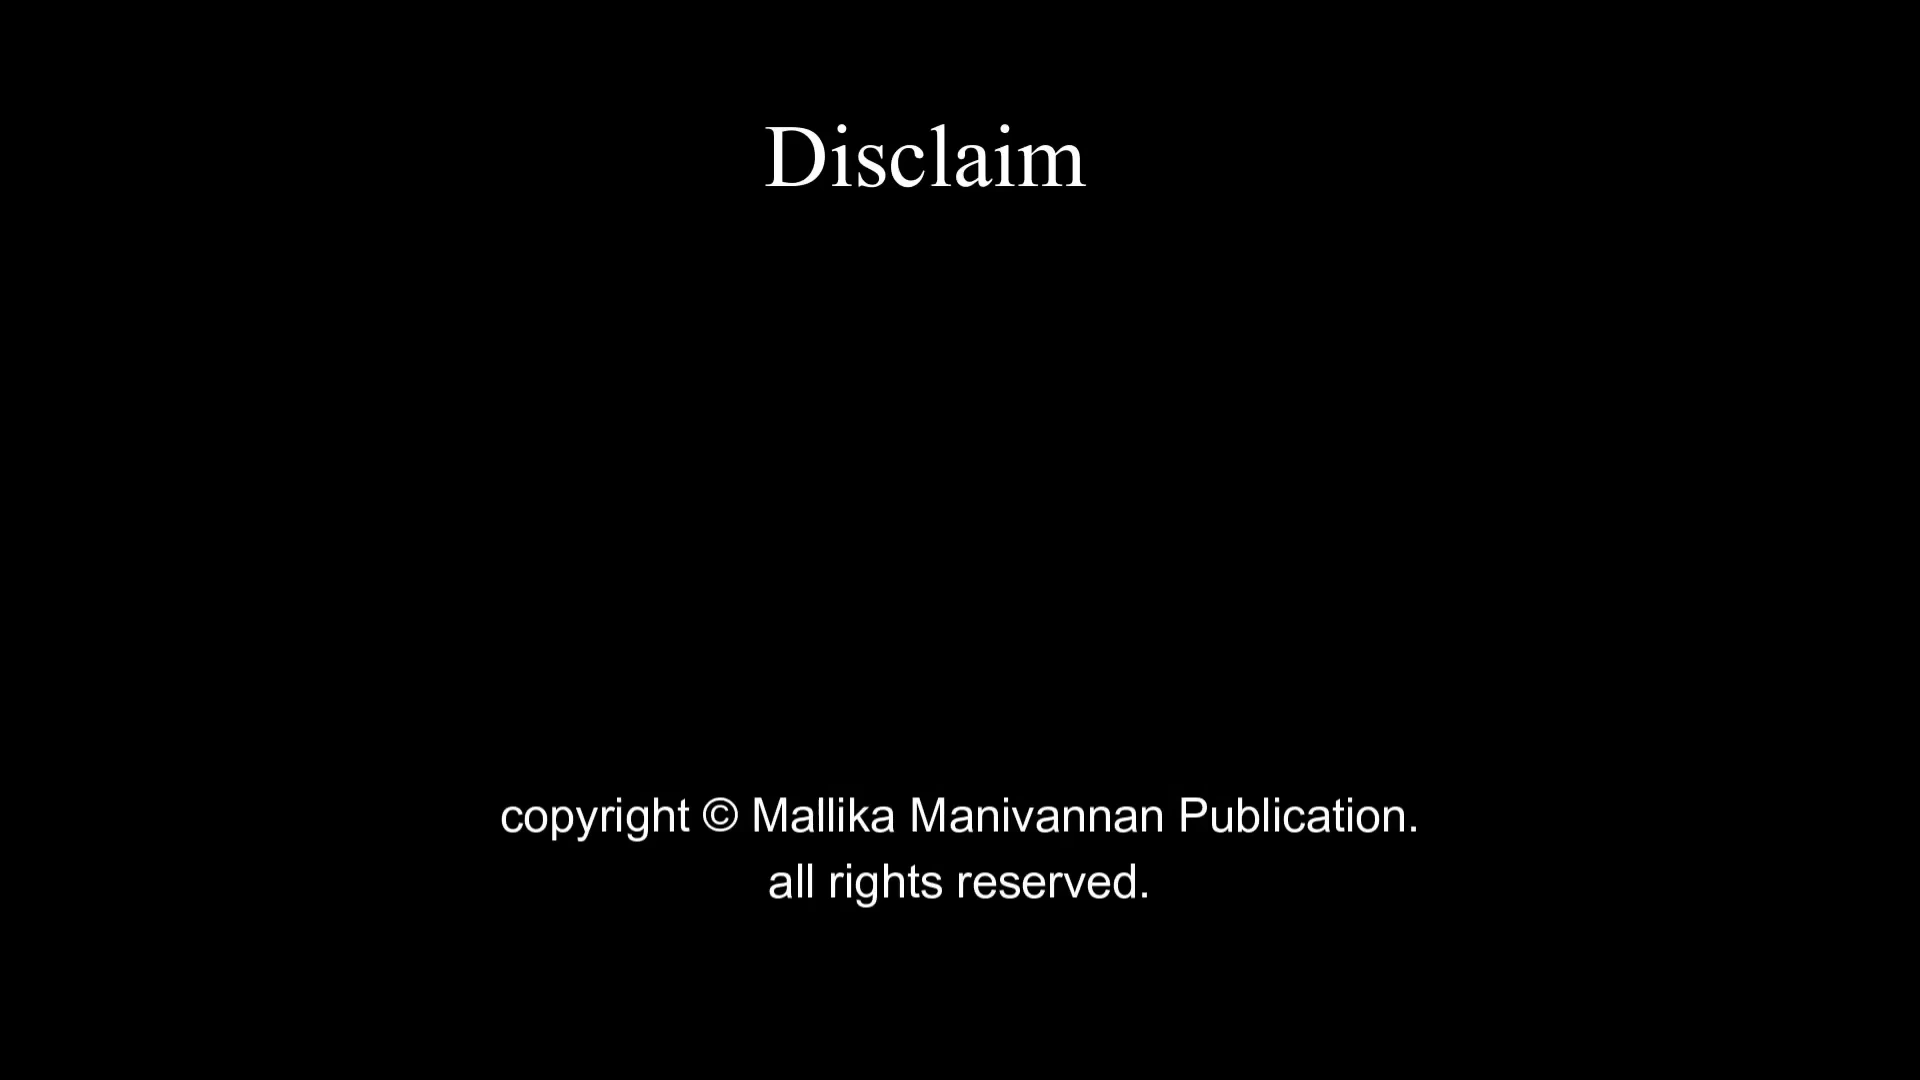 Disclaim
copyright © Mallika Manivannan Publication.
all rights reserved.